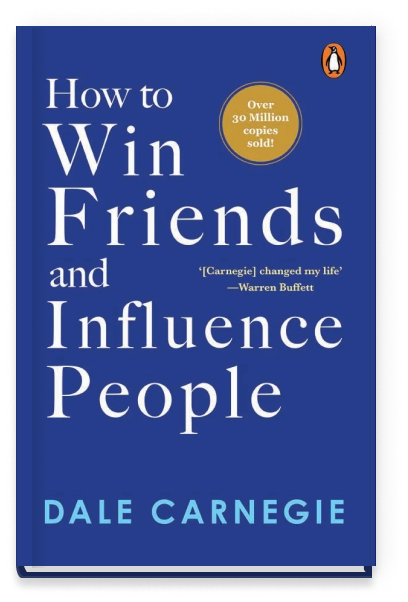 How to
Over
30 Million
copies
sold!
Win
Friends
and
‘[Carnegie] changed my life’
—Warren Buffett
Influence
People
DALE CARNEGIE